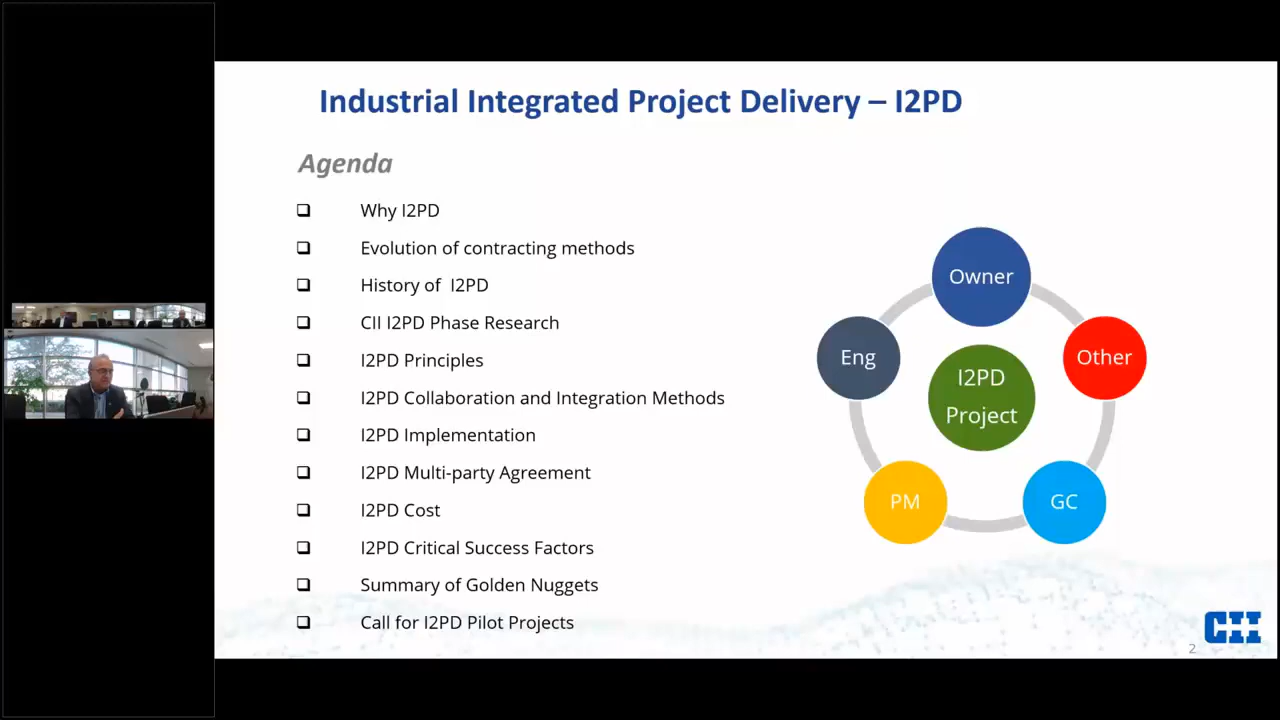 Industrial Integrated Project Delivery – I2PD
Agenda
Why I2PD
Evolution of contracting methods
History of I2PD
CII I2PD Phase Research
I2PD Principles
I2PD Collaboration and Integration Methods
I2PD Implementation
I2PD Multi-party Agreement
I2PD Cost
I2PD Critical Success Factors
Summary of Golden Nuggets
Call for I2PD Pilot Projects
Owner
Eng
Other
I2PD
Project
PM
GC
CII
2